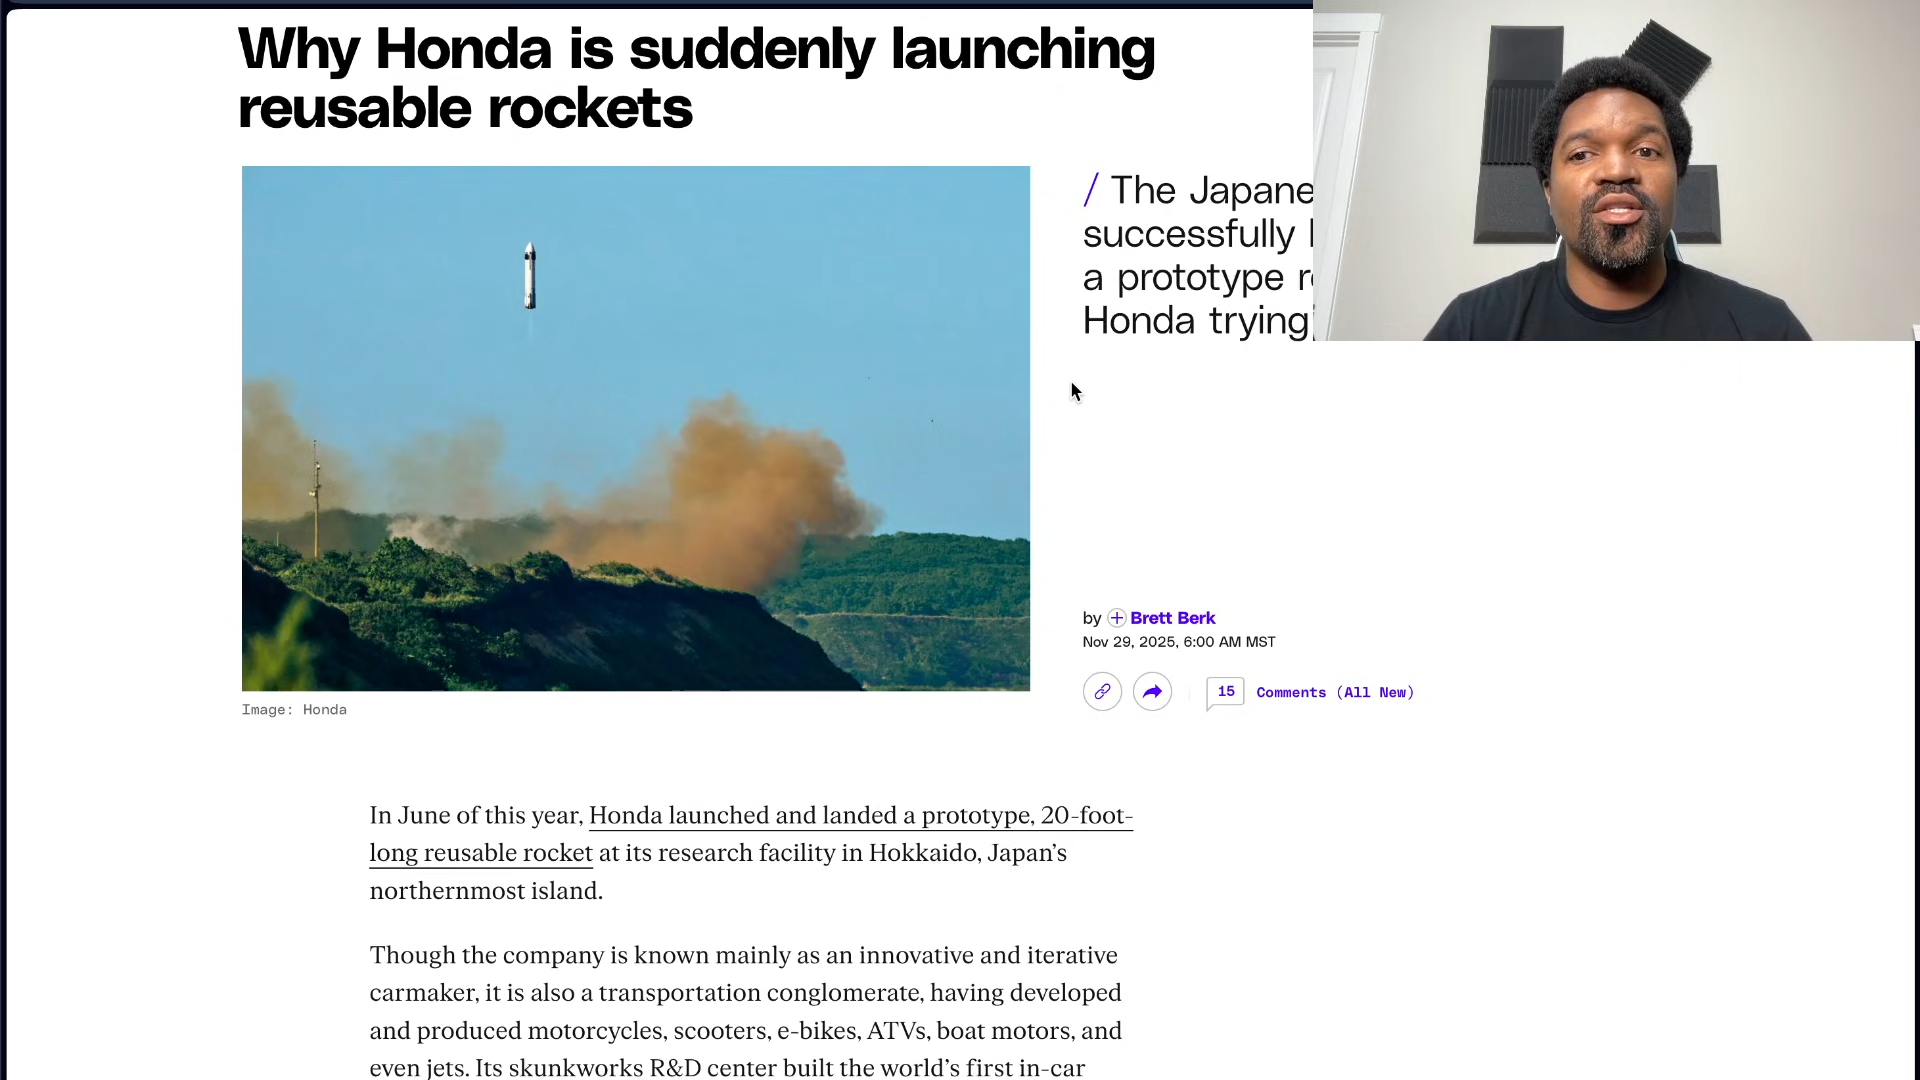 Why Honda is suddenly launching
reusable rockets
/ The Japane
successfully
a prototype
Honda trying
by Brett Berk
Nov 29, 2025, 6:00 AM MST
15 Comments (All New)
Image: Honda
In June of this year, Honda launched and landed a prototype, 20-foot-
long reusable rocket at its research facility in Hokkaido, Japan’s
northernmost island.
Though the company is known mainly as an innovative and iterative
carmaker, it is also a transportation conglomerate, having developed
and produced motorcycles, scooters, e-bikes, ATVs, boat motors, and
even jets. Its skunkworks R&D center built the world’s first in-car